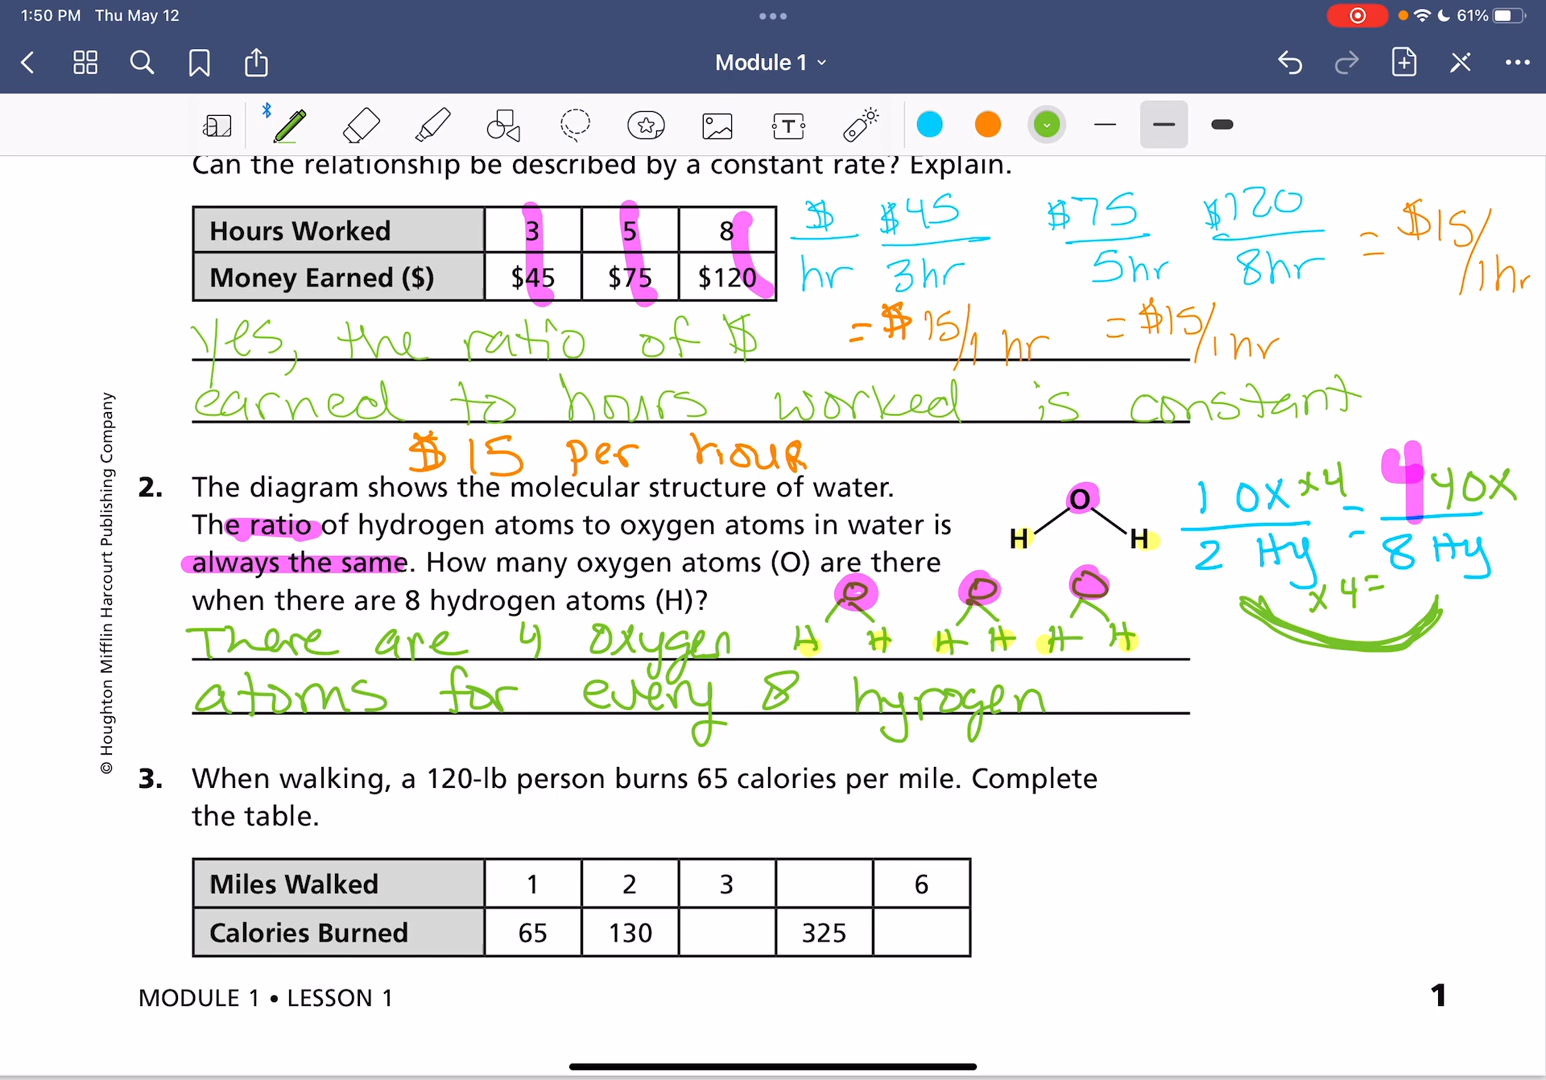 1:50 PM Thu May 12
61%
Module 1
T
Can the relationship be described by a constant rate? Explain.
Hours Worked 3 5 8
Money Earned ($) $45 $75 $120
$/hr $45/3hr $75/5hr $120/8hr = $15/1hr
= $15/1 hr = $15/1 hr
yes, the ratio of $
earned to hours worked is constant
$15 per hour
2. The diagram shows the molecular structure of water.
The ratio of hydrogen atoms to oxygen atoms in water is
always the same. How many oxygen atoms (O) are there
when there are 8 hydrogen atoms (H)?
O
H H
1 OX x4 = 4 4OX
2 Hy = 8 Hy
x4=
O O O
H H H H H H
There are 4 Oxygen
atoms for every 8 hyrogen
3. When walking, a 120-lb person burns 65 calories per mile. Complete
the table.
Miles Walked 1 2 3 6
Calories Burned 65 130 325
MODULE 1 • LESSON 1
1
© Houghton Mifflin Harcourt Publishing Company